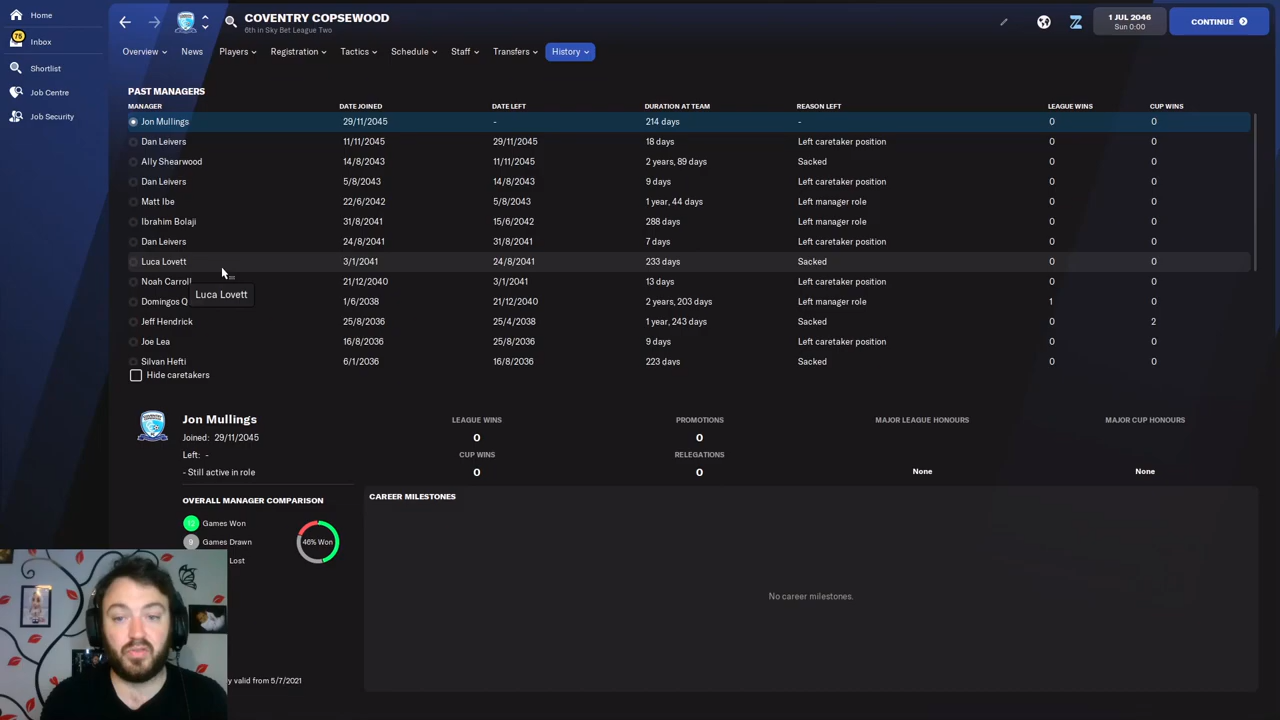 Home
75
Inbox
Shortlist
Job Centre
Job Security
COVENTRY COPSEWOOD
6th in Sky Bet League Two
1 JUL 2046
Sun 0:00
CONTINUE
Overview
News
Players
Registration
Tactics
Schedule
Staff
Transfers
History
PAST MANAGERS
MANAGER DATE JOINED DATE LEFT DURATION AT TEAM REASON LEFT LEAGUE WINS CUP WINS
Jon Mullings 29/11/2045 - 214 days - 0 0
Dan Leivers 11/11/2045 29/11/2045 18 days Left caretaker position 0 0
Ally Shearwood 14/8/2043 11/11/2045 2 years, 89 days Sacked 0 0
Dan Leivers 5/8/2043 14/8/2043 9 days Left caretaker position 0 0
Matt Ibe 22/6/2042 5/8/2043 1 year, 44 days Left manager role 0 0
Ibrahim Bolaji 31/8/2041 15/6/2042 288 days Left manager role 0 0
Dan Leivers 24/8/2041 31/8/2041 7 days Left caretaker position 0 0
Luca Lovett 3/1/2041 24/8/2041 233 days Sacked 0 0
Noah Carroll 21/12/2040 3/1/2041 13 days Left caretaker position 0 0
Luca Lovett
Domingos Q 1/6/2038 21/12/2040 2 years, 203 days Left manager role 1 0
Jeff Hendrick 25/8/2036 25/4/2038 1 year, 243 days Sacked 0 2
Joe Lea 16/8/2036 25/8/2036 9 days Left caretaker position 0 0
Silvan Hefti 6/1/2036 16/8/2036 223 days Sacked 0 0
Hide caretakers
Jon Mullings
Joined: 29/11/2045
Left: -
- Still active in role
LEAGUE WINS PROMOTIONS MAJOR LEAGUE HONOURS MAJOR CUP HONOURS
0 0
CUP WINS RELEGATIONS
0 0 None None
OVERALL MANAGER COMPARISON
Games Won
9 Games Drawn
Lost
46% Won
CAREER MILESTONES
No career milestones.
y valid from 5/7/2021